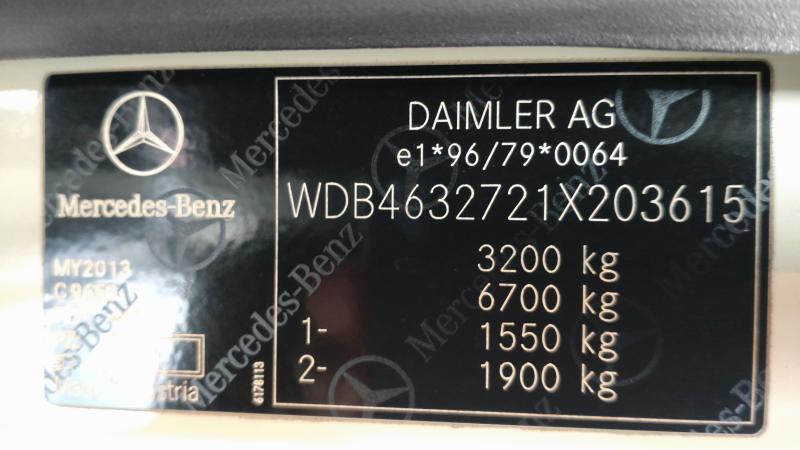 Mercedes-Benz
MY2013
DAIMLER AG
e1*96/79*0064
WDB4632721X203615
3200 kg
6700 kg
1- 1550 kg
2- 1900 kg
6178113